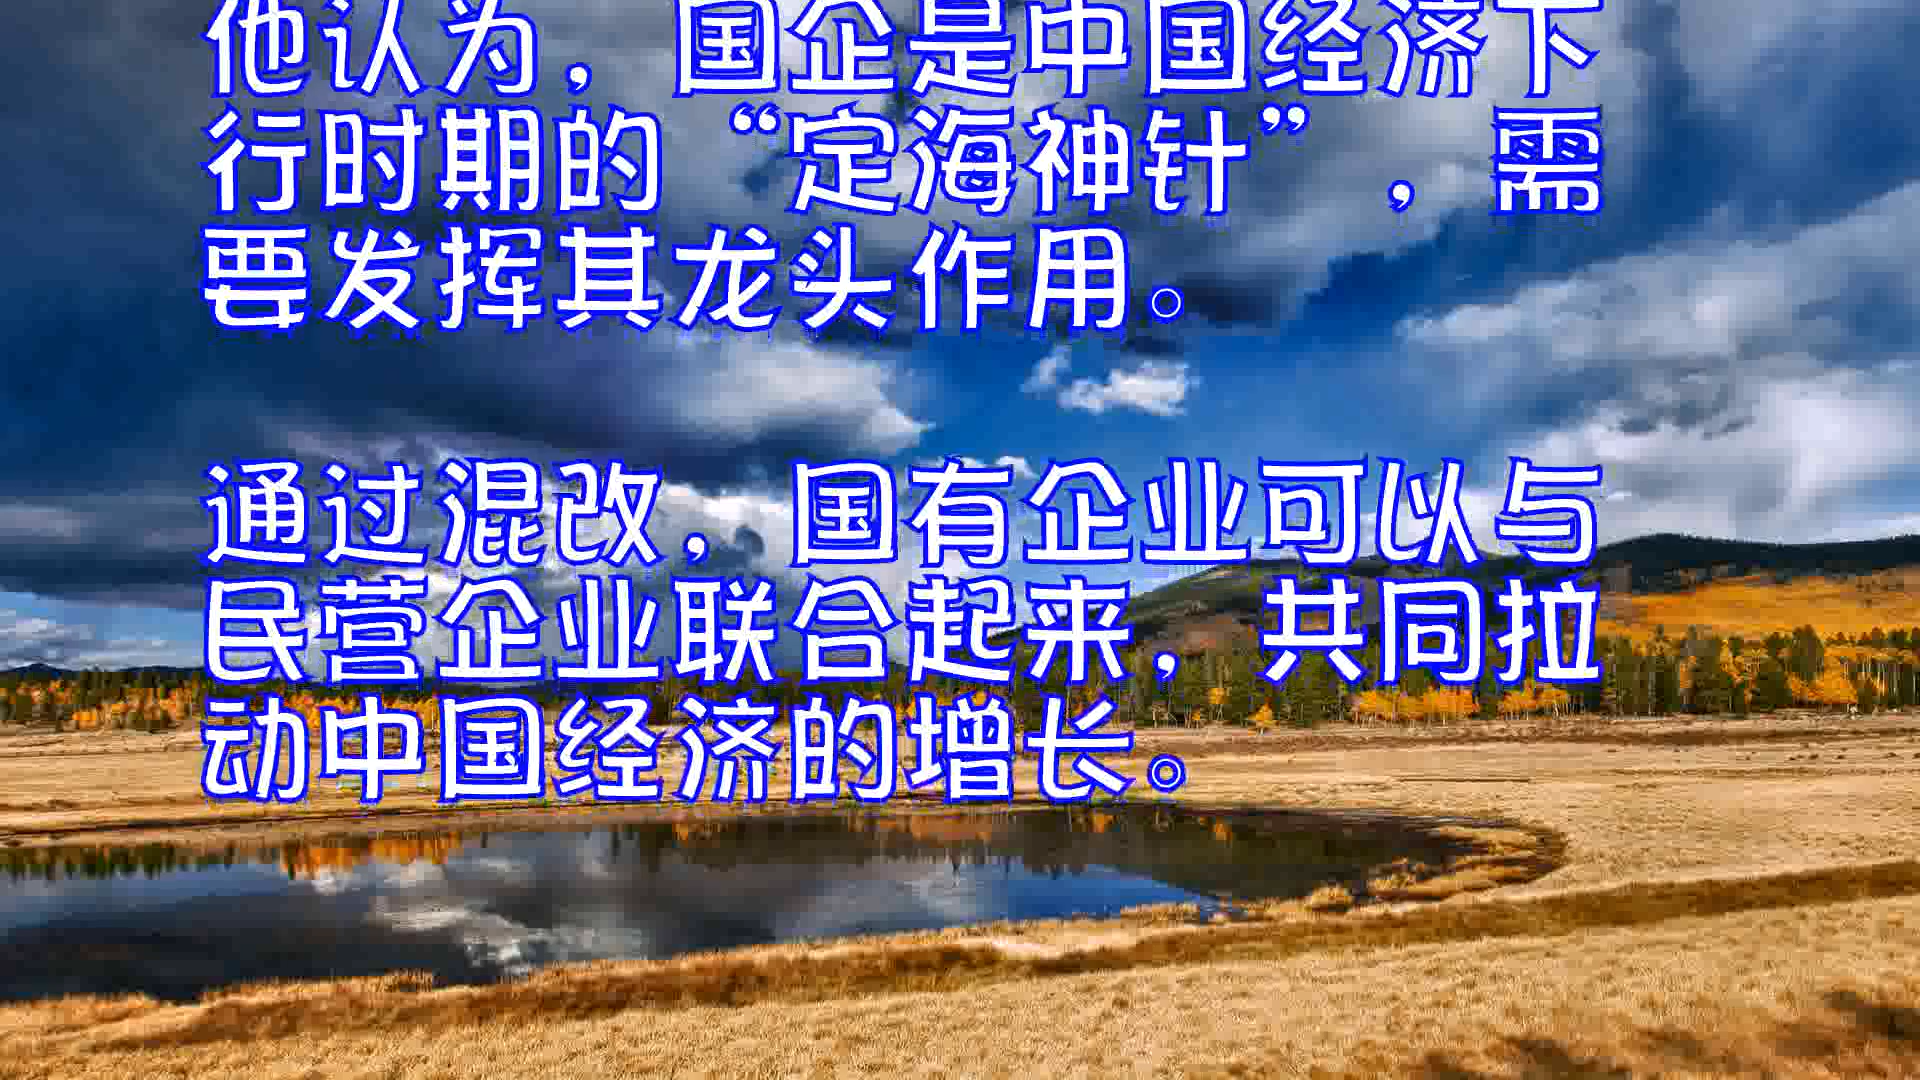 他认为，国企是中国经济下
行时期的“定海神针”，需
要发挥其龙头作用。
通过混改，国有企业可以与
民营企业联合起来，共同拉
动中国经济的增长。